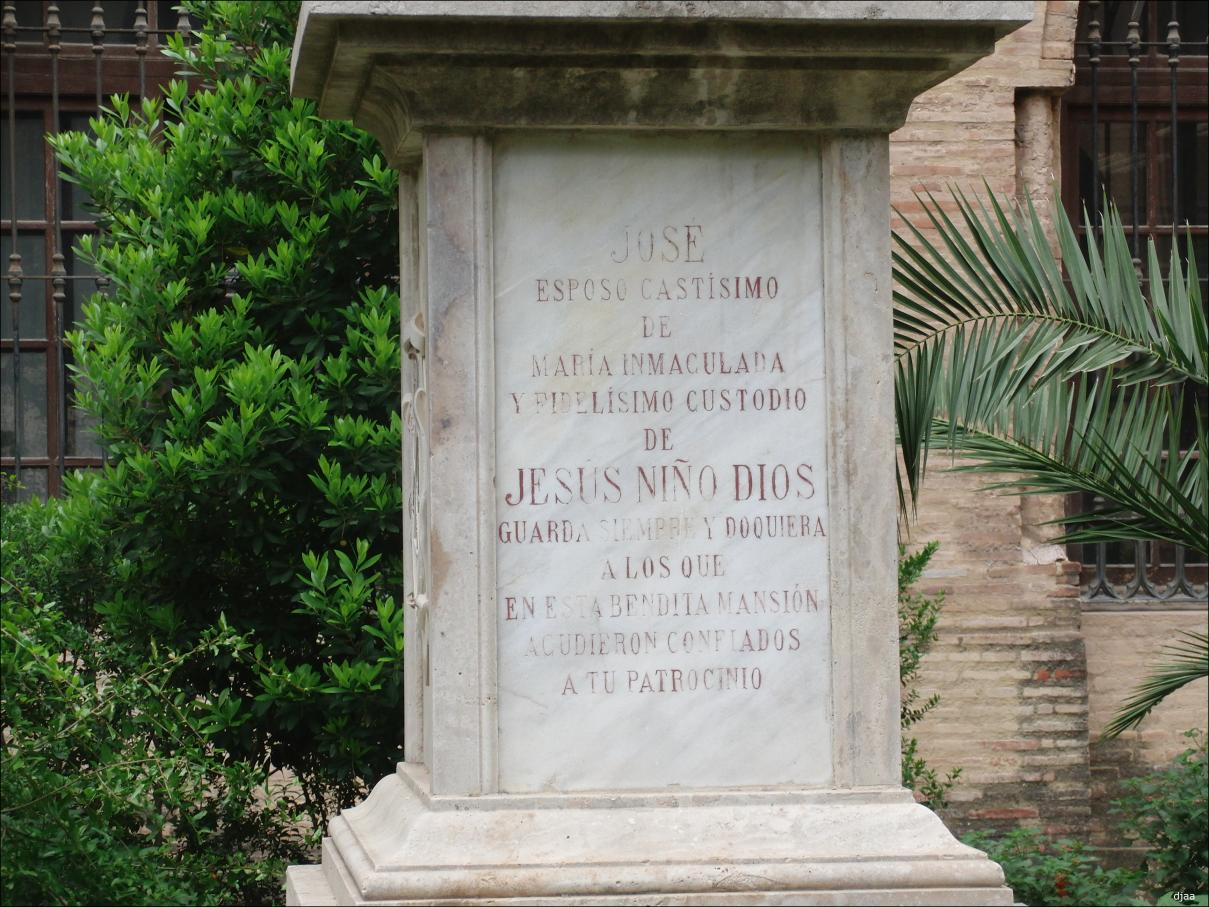 JOSÉ
ESPOSO CASTÍSIMO
DE
MARÍA INMACULADA
Y FIDELÍSIMO CUSTODIO
DE
JESÚS NIÑO DIOS
GUARDA SIEMPRE Y DOQUIERA
A LOS QUE
EN ESTA BENDITA MANSIÓN
ACUDIERON CONFIADOS
A TU PATROCINIO
djaa